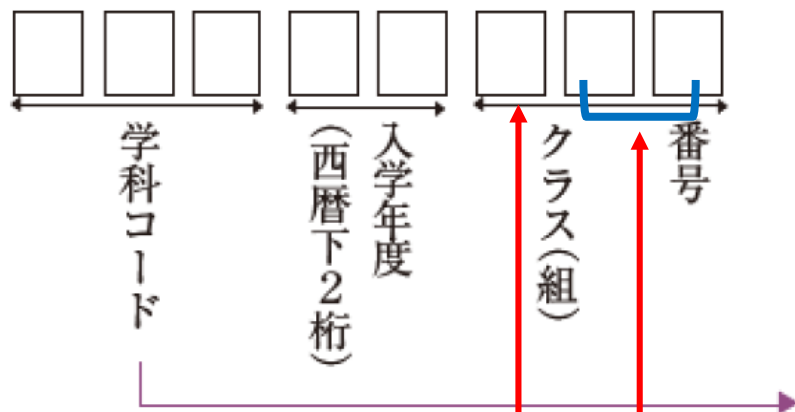 学科コード
入学年度
(西暦下2桁)
クラス(組)
番号